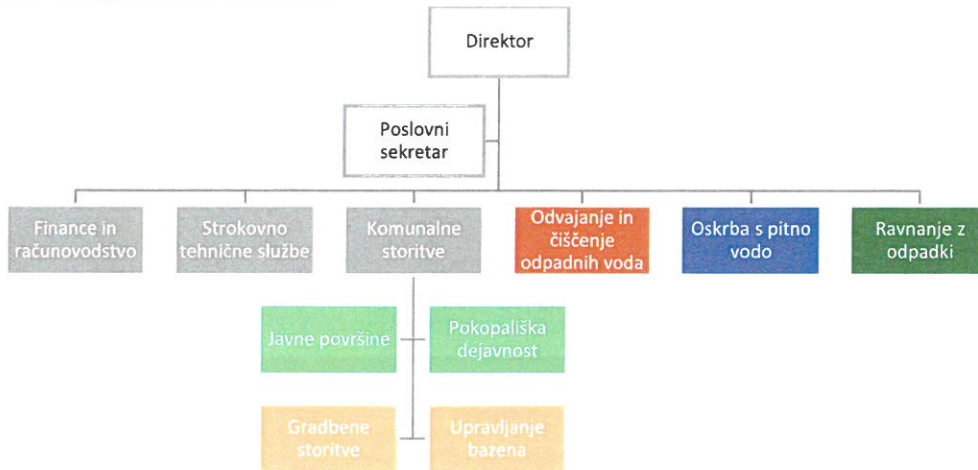 Direktor
Poslovni
sekretar
Finance in
računovodstvo
Strokovno
tehnične službe
Komunalne
storitve
Odvajanje in
čiščenje
odpadnih voda
Oskrba s pitno
vodo
Ravnanje z
odpadki
Javne površine
Pokopališka
dejavnost
Gradbene
storitve
Upravljanje
bazena